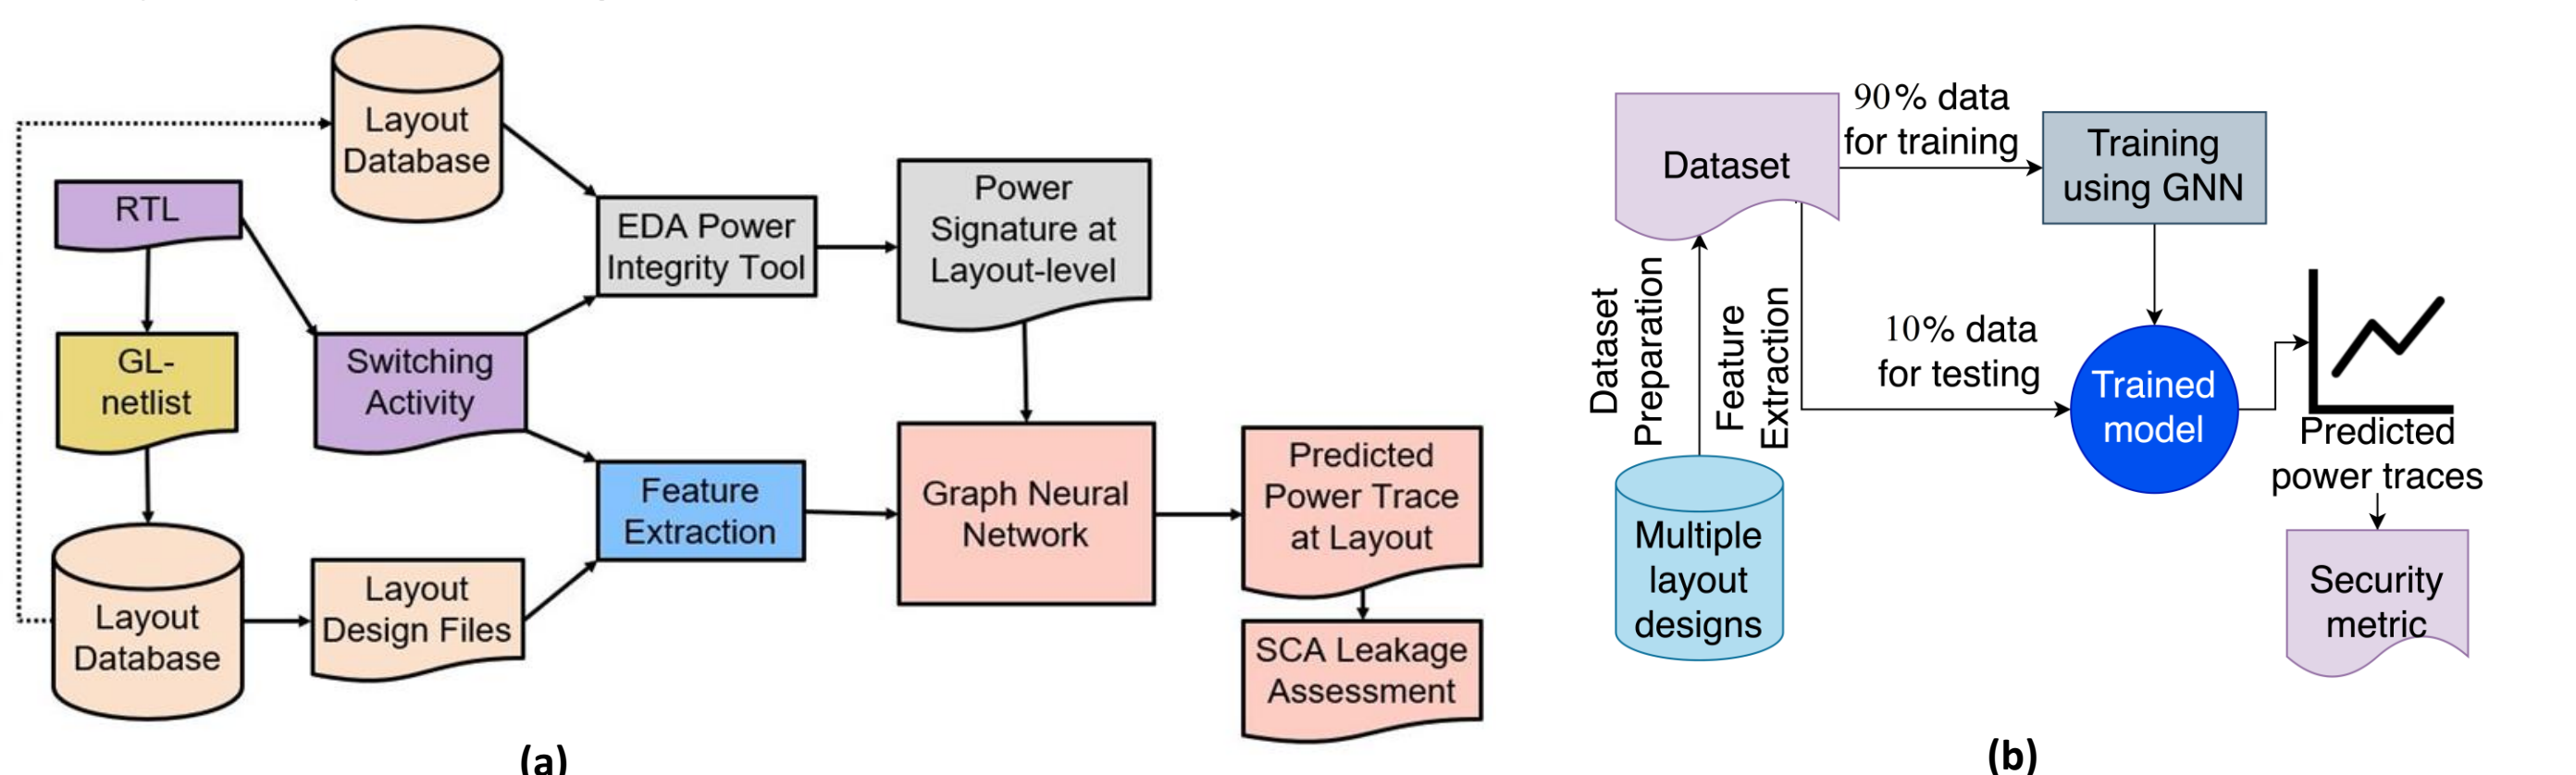 Layout
Database
RTL
EDA Power
Integrity Tool
Power
Signature at
Layout-level
GL-
netlist
Switching
Activity
Feature
Extraction
Graph Neural
Network
Predicted
Power Trace
at Layout
Layout
Database
Layout
Design Files
SCA Leakage
Assessment
(a)
Dataset
90% data
for training
Training
using GNN
Dataset
Preparation
Feature
Extraction
10% data
for testing
Trained
model
Predicted
power traces
Multiple
layout
designs
Security
metric
(b)